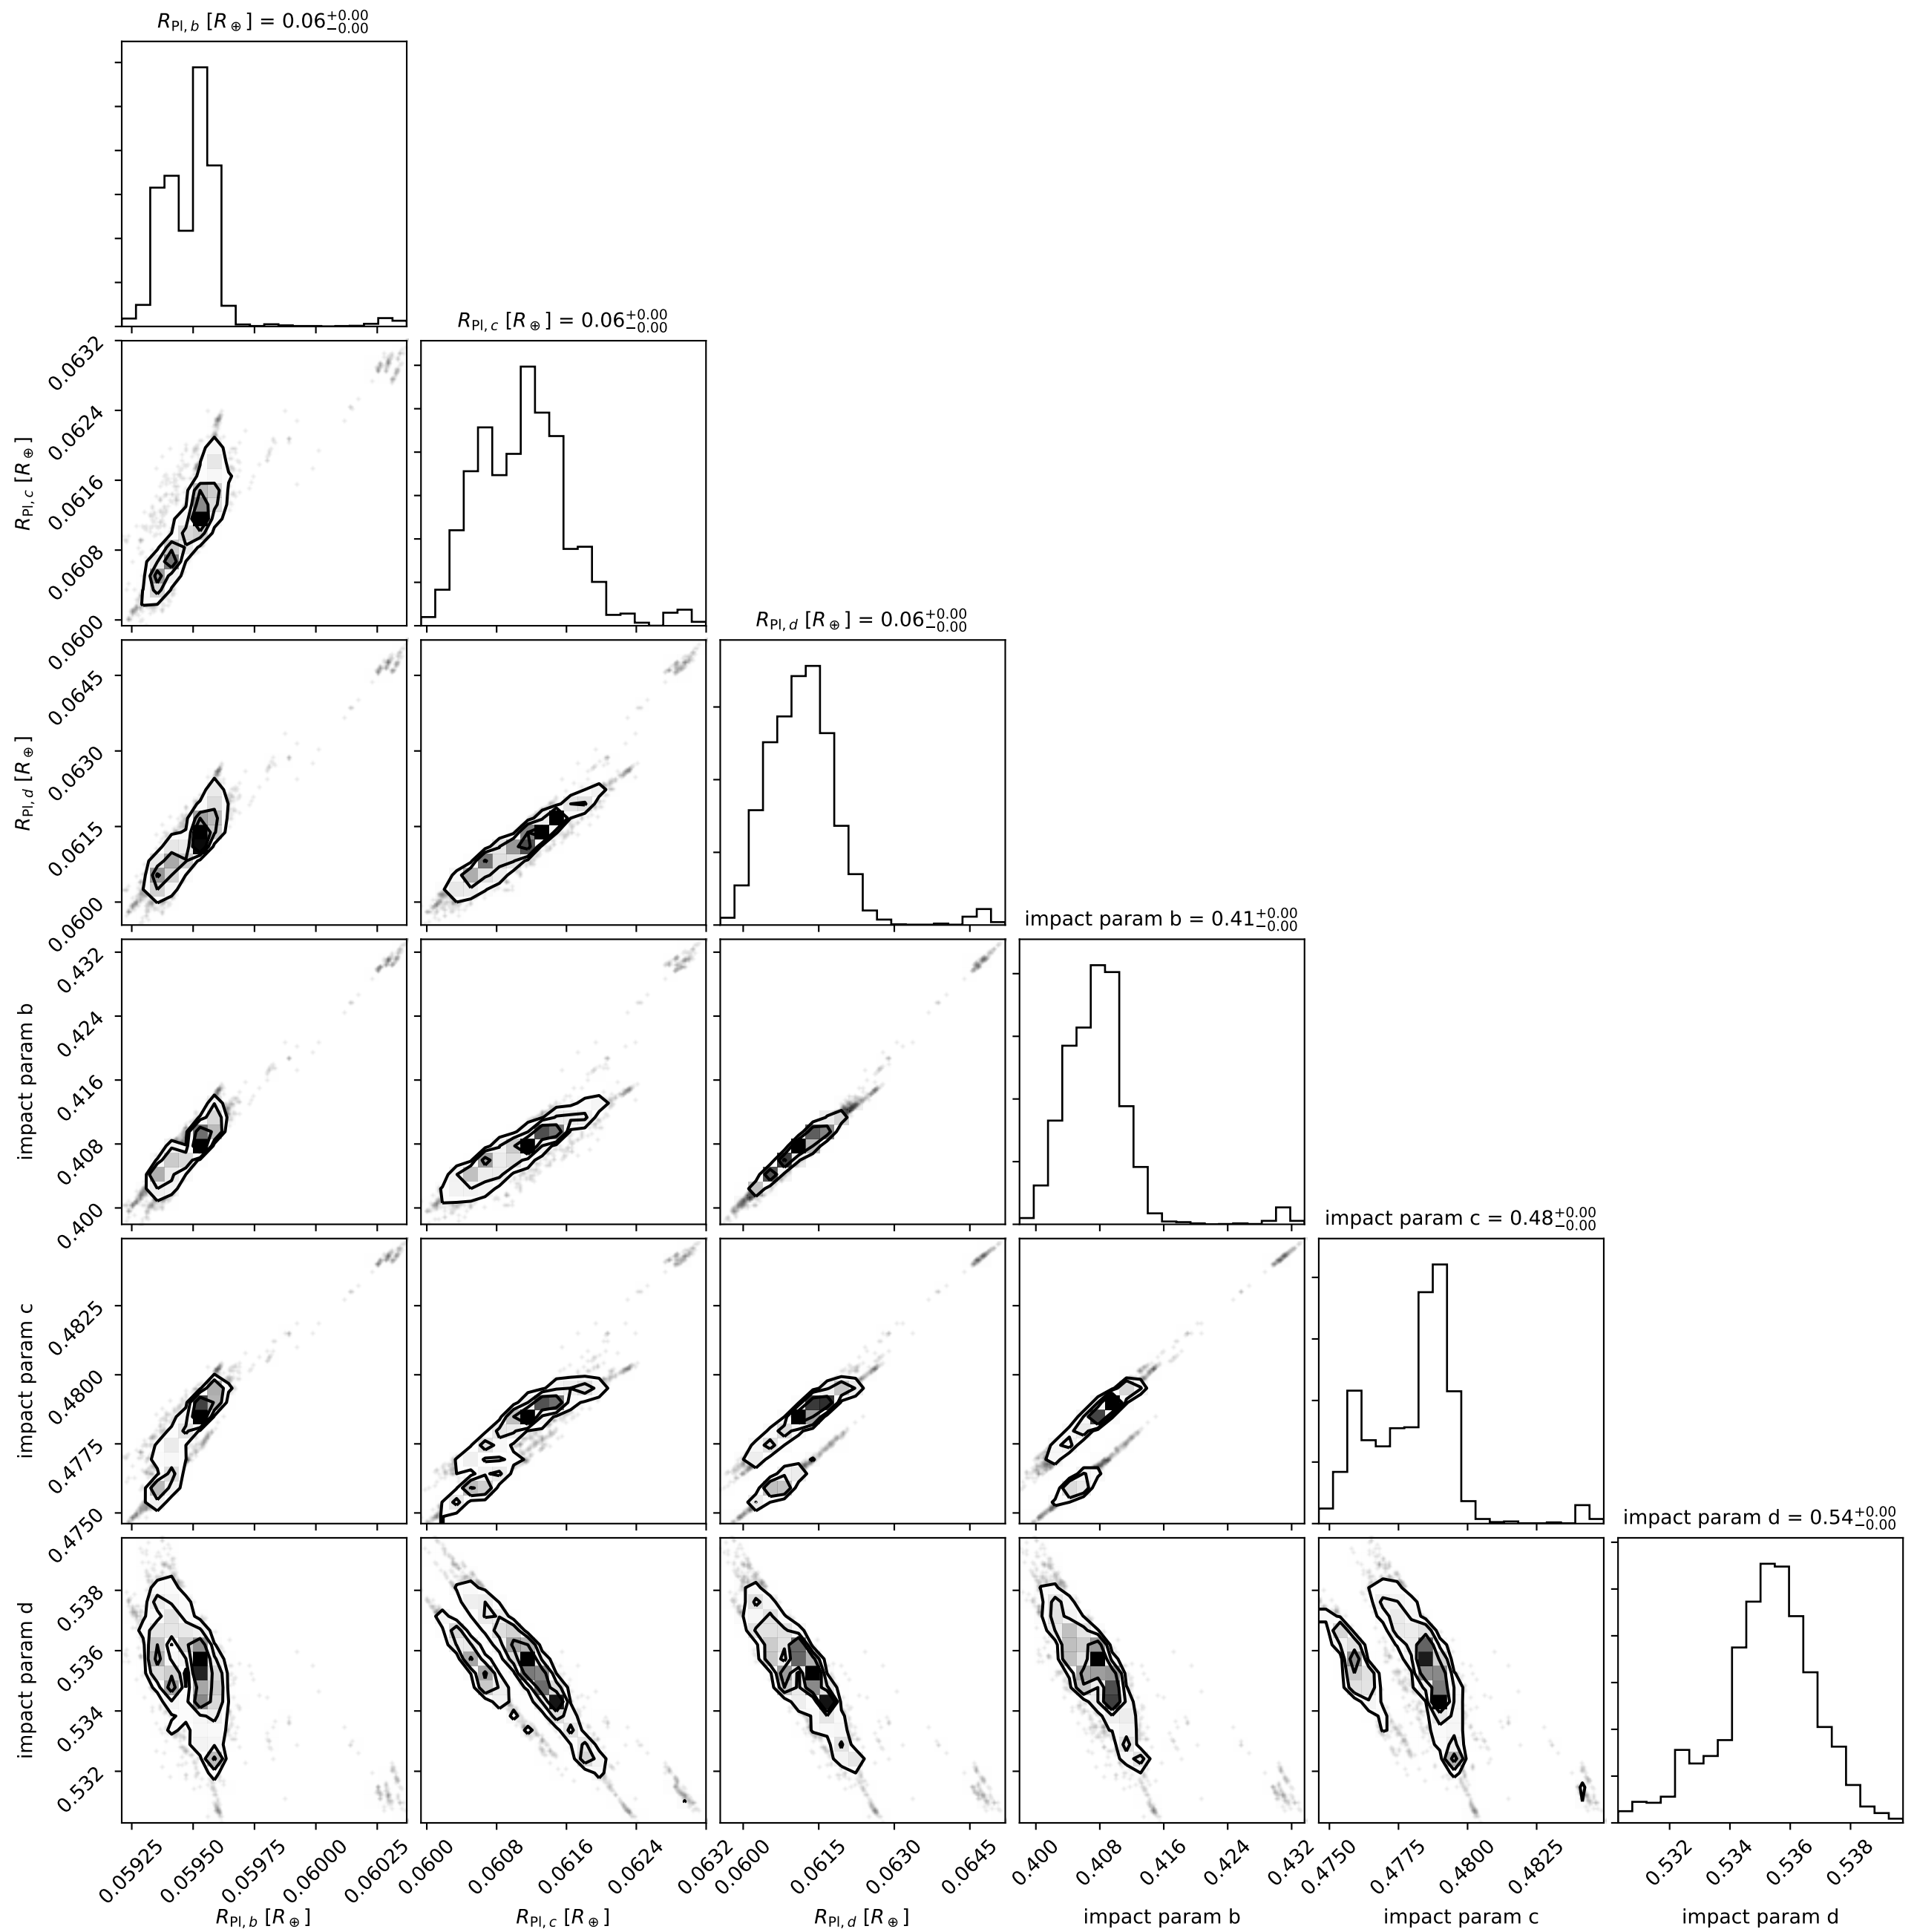 R_Pl,b [R_⊕] = 0.06^{+0.00}_{−0.00}
R_Pl,c [R_⊕] = 0.06^{+0.00}_{−0.00}
0.0632
0.0624
0.0616
0.0608
0.0600
R_Pl,c [R_⊕]
R_Pl,d [R_⊕] = 0.06^{+0.00}_{−0.00}
0.0645
0.0630
0.0615
0.0600
R_Pl,d [R_⊕]
impact param b = 0.41^{+0.00}_{−0.00}
0.432
0.424
0.416
0.408
0.400
impact param b
impact param c = 0.48^{+0.00}_{−0.00}
0.4825
0.4800
0.4775
0.4750
impact param c
impact param d = 0.54^{+0.00}_{−0.00}
0.538
0.536
0.534
0.532
impact param d
0.05925 0.05950 0.05975 0.06000 0.06025
R_Pl,b [R_⊕]
0.0600 0.0608 0.0616 0.0624 0.0632
R_Pl,c [R_⊕]
0.0600 0.0615 0.0630 0.0645
R_Pl,d [R_⊕]
0.400 0.408 0.416 0.424 0.432
impact param b
0.4750 0.4775 0.4800 0.4825
impact param c
0.532 0.534 0.536 0.538
impact param d